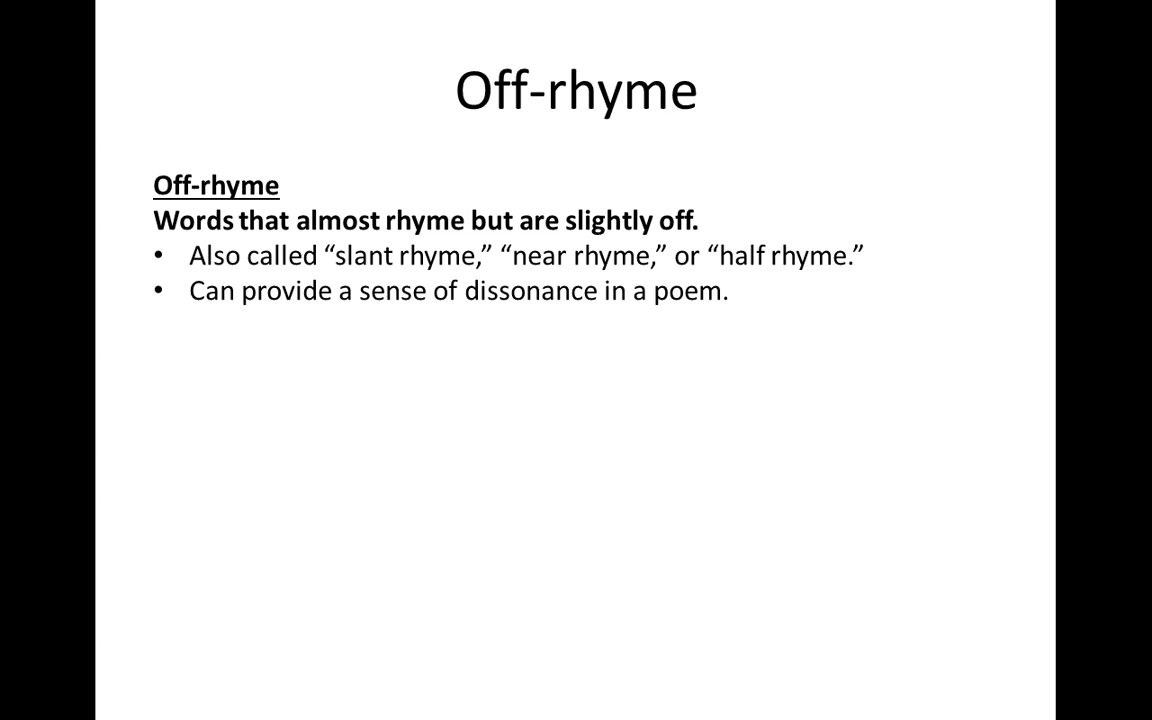 Off-rhyme
Off-rhyme
Words that almost rhyme but are slightly off.
• Also called “slant rhyme,” “near rhyme,” or “half rhyme.”
• Can provide a sense of dissonance in a poem.